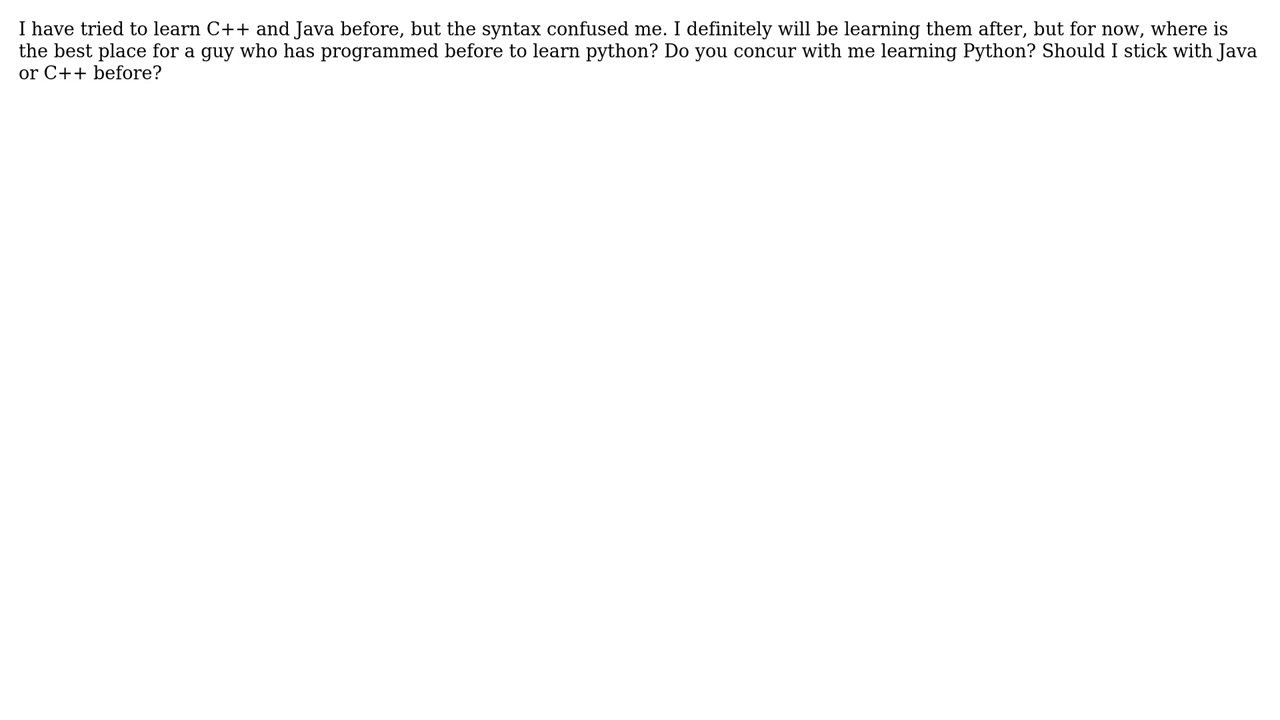 I have tried to learn C++ and Java before, but the syntax confused me. I definitely will be learning them after, but for now, where is
the best place for a guy who has programmed before to learn python? Do you concur with me learning Python? Should I stick with Java
or C++ before?